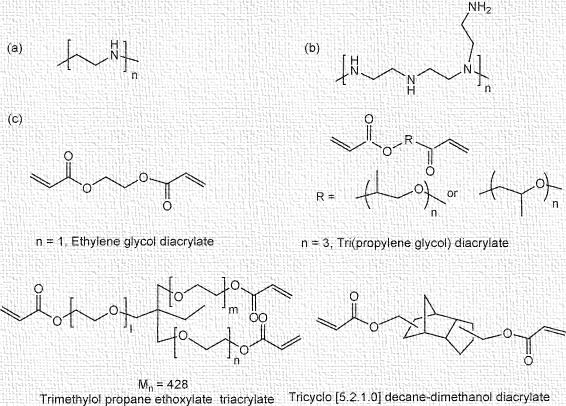 (a)
H
N
n
(b)
NH2
H
N
N
H
N
n
(c)
O
O
O
O
n = 1, Ethylene glycol diacrylate
O
R
O
O
R =
O
n
or
O
n
n = 3, Tri(propylene glycol) diacrylate
O
O
O
l
O
O
m
O
O
O
n
O
Mn = 428
Trimethylol propane ethoxylate triacrylate
O
O
O
O
Tricyclo [5.2.1.0] decane-dimethanol diacrylate